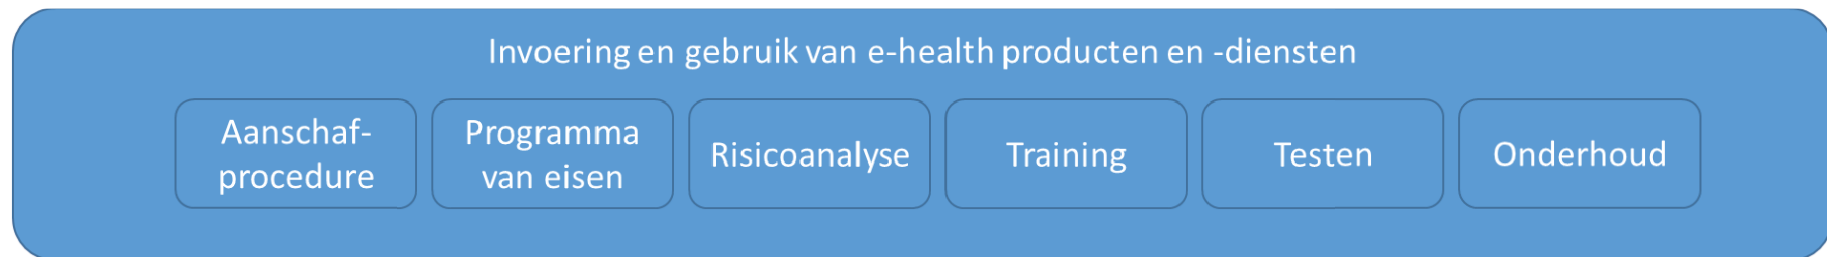 Invoering en gebruik van e-health producten en -diensten
Aanschaf-
procedure
Programma
van eisen
Risicoanalyse
Training
Testen
Onderhoud